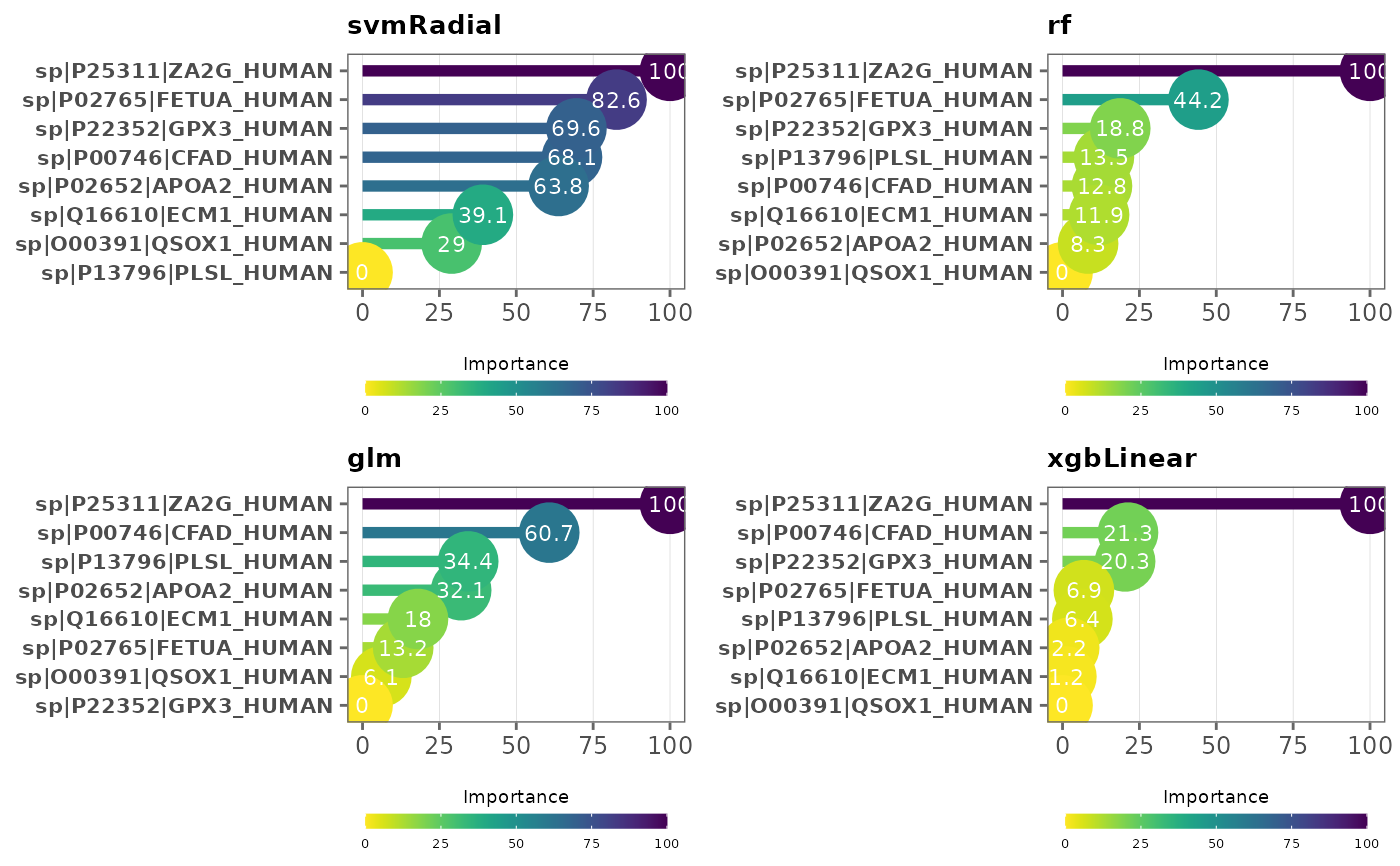 svmRadial
sp|P25311|ZA2G_HUMAN 100
sp|P02765|FETUA_HUMAN 82.6
sp|P22352|GPX3_HUMAN 69.6
sp|P00746|CFAD_HUMAN 68.1
sp|P02652|APOA2_HUMAN 63.8
sp|Q16610|ECM1_HUMAN 39.1
sp|O00391|QSOX1_HUMAN 29
sp|P13796|PLSL_HUMAN 0
0 25 50 75 100
Importance
0 25 50 75 100
rf
sp|P25311|ZA2G_HUMAN 100
sp|P02765|FETUA_HUMAN 44.2
sp|P22352|GPX3_HUMAN 18.8
sp|P13796|PLSL_HUMAN 13.5
sp|P00746|CFAD_HUMAN 12.8
sp|Q16610|ECM1_HUMAN 11.9
sp|P02652|APOA2_HUMAN 8.3
sp|O00391|QSOX1_HUMAN 0
0 25 50 75 100
Importance
0 25 50 75 100
glm
sp|P25311|ZA2G_HUMAN 100
sp|P00746|CFAD_HUMAN 60.7
sp|P13796|PLSL_HUMAN 34.4
sp|P02652|APOA2_HUMAN 32.1
sp|Q16610|ECM1_HUMAN 18
sp|P02765|FETUA_HUMAN 13.2
sp|O00391|QSOX1_HUMAN 6.1
sp|P22352|GPX3_HUMAN 0
0 25 50 75 100
Importance
0 25 50 75 100
xgbLinear
sp|P25311|ZA2G_HUMAN 100
sp|P00746|CFAD_HUMAN 21.3
sp|P22352|GPX3_HUMAN 20.3
sp|P02765|FETUA_HUMAN 6.9
sp|P13796|PLSL_HUMAN 6.4
sp|P02652|APOA2_HUMAN 2.2
sp|Q16610|ECM1_HUMAN 1.2
sp|O00391|QSOX1_HUMAN 0
0 25 50 75 100
Importance
0 25 50 75 100